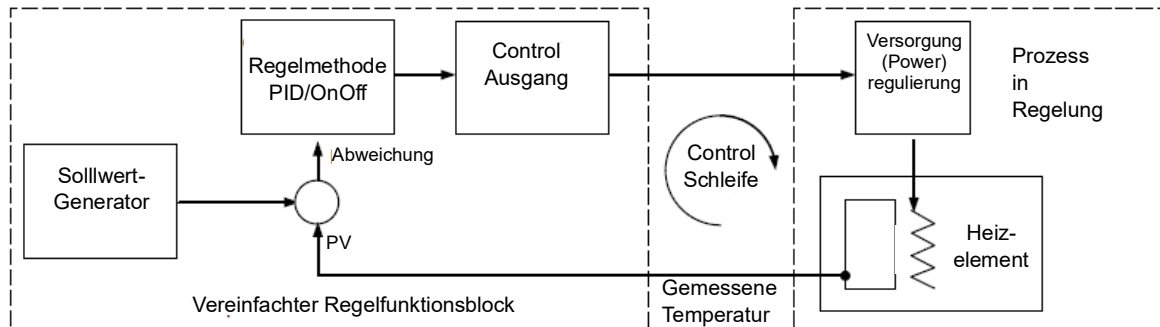 Regelmethode
PID/OnOff
Control
Ausgang
Versorgung
(Power)
regulierung
Prozess
in
Regelung
Abweichung
Solllwert-
Generator
Control
Schleife
PV
Heiz-
element
Vereinfachter Regelfunktionsblock
Gemessene
Temperatur